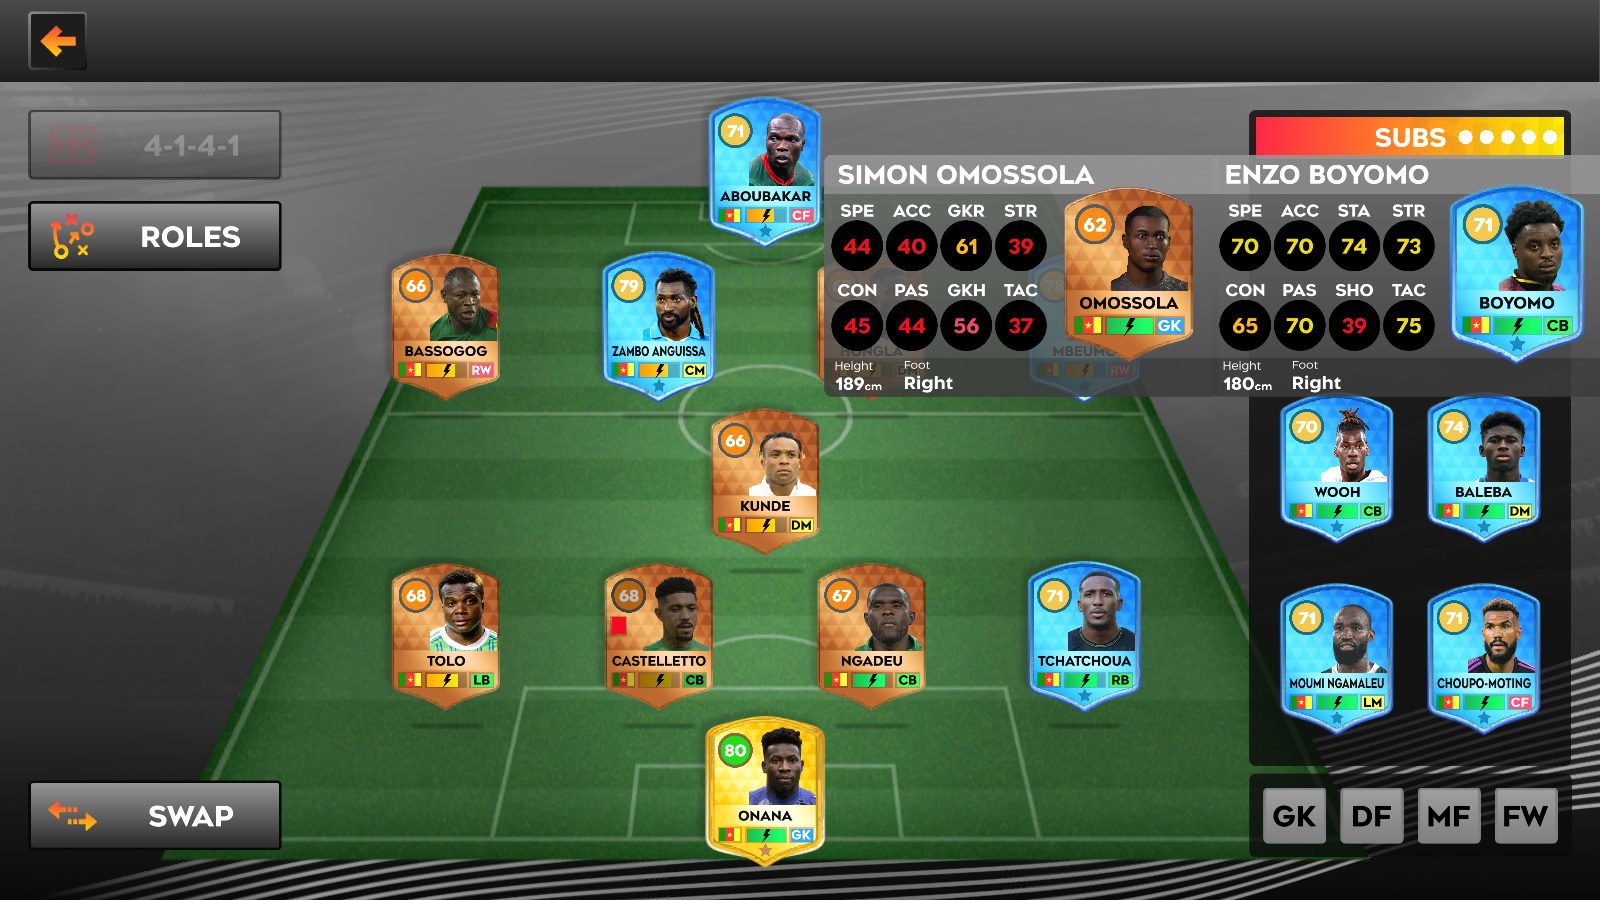 4-1-4-1
ROLES
SWAP
SUBS
71
ABOUBAKAR
CF
SIMON OMOSSOLA
SPE ACC GKR STR
44 40 61 39
CON PAS GKH TAC
45 44 56 37
Height Foot
189cm Right
62
OMOSSOLA
GK
ENZO BOYOMO
SPE ACC STA STR
70 70 74 73
CON PAS SHO TAC
65 70 39 75
Height Foot
180cm Right
71
BOYOMO
CB
66
BASSOGOG
RW
79
ZAMBO ANGUISSA
CM
HONGLA
DM
78
MBEUMO
RW
66
KUNDE
DM
70
WOOH
CB
74
BALEBA
DM
68
TOLO
LB
68
CASTELLETTO
CB
67
NGADEU
CB
71
TCHATCHOUA
RB
71
MOUMI NGAMALEU
LM
71
CHOUPO-MOTING
CF
80
ONANA
GK
GK DF MF FW